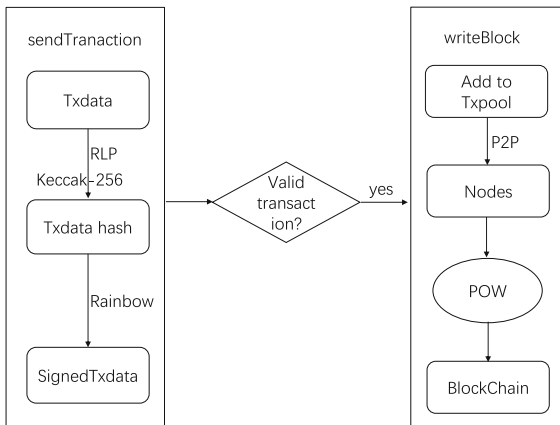 sendTranaction
Txdata
RLP
Keccak-256
Txdata hash
Rainbow
SignedTxdata
Valid
transact
ion?
yes
writeBlock
Add to
Txpool
P2P
Nodes
POW
BlockChain